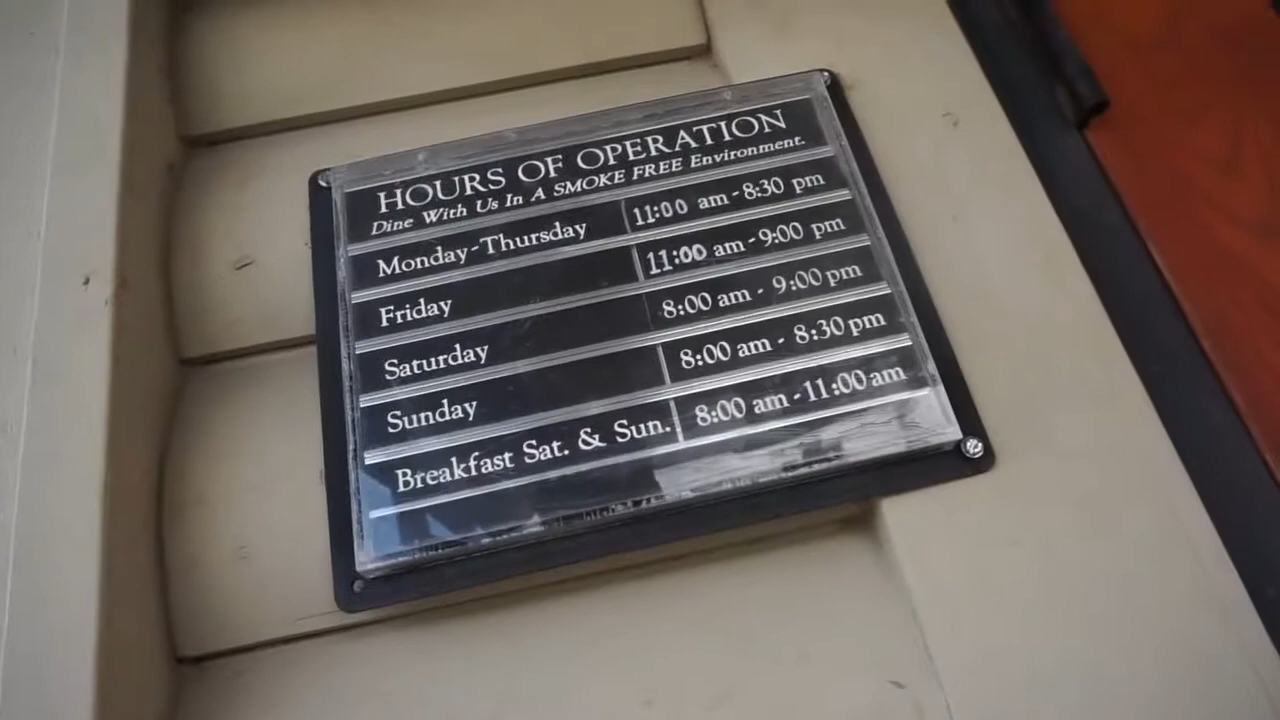 HOURS OF OPERATION
Dine With Us In A SMOKE FREE Environment.
Monday-Thursday 11:00 am-8:30 pm
Friday 11:00 am-9:00 pm
Saturday 8:00 am - 9:00 pm
Sunday 8:00 am - 8:30 pm
Breakfast Sat. & Sun. 8:00 am-11:00 am